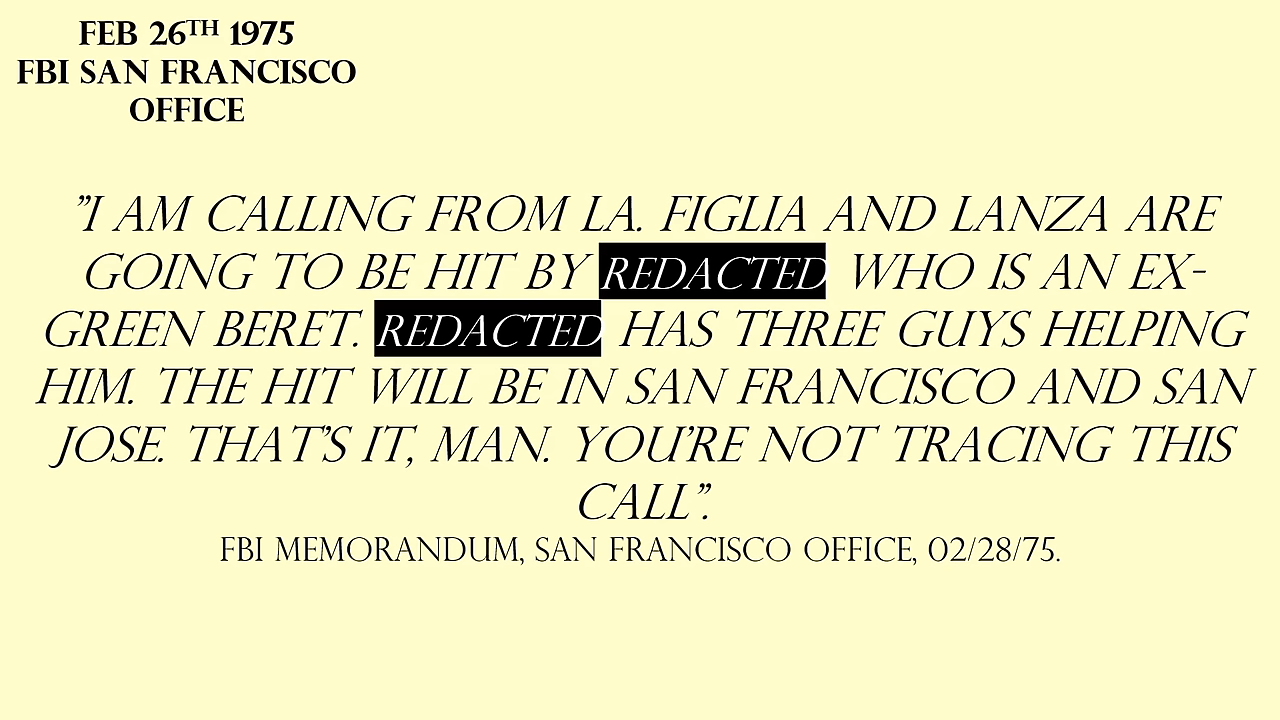 FEB 26TH 1975
FBI SAN FRANCISCO
OFFICE
"I AM CALLING FROM LA. FIGLIA AND LANZA ARE
GOING TO BE HIT BY REDACTED WHO IS AN EX-
GREEN BERET. REDACTED HAS THREE GUYS HELPING
HIM. THE HIT WILL BE IN SAN FRANCISCO AND SAN
JOSE. THAT'S IT, MAN. YOU'RE NOT TRACING THIS
CALL".
FBI MEMORANDUM, SAN FRANCISCO OFFICE, 02/28/75.